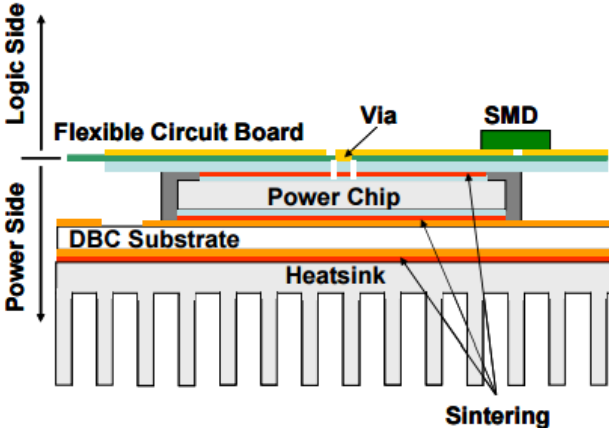 Logic Side
Via
SMD
Flexible Circuit Board
Power Chip
Power Side
DBC Substrate
Heatsink
Sintering